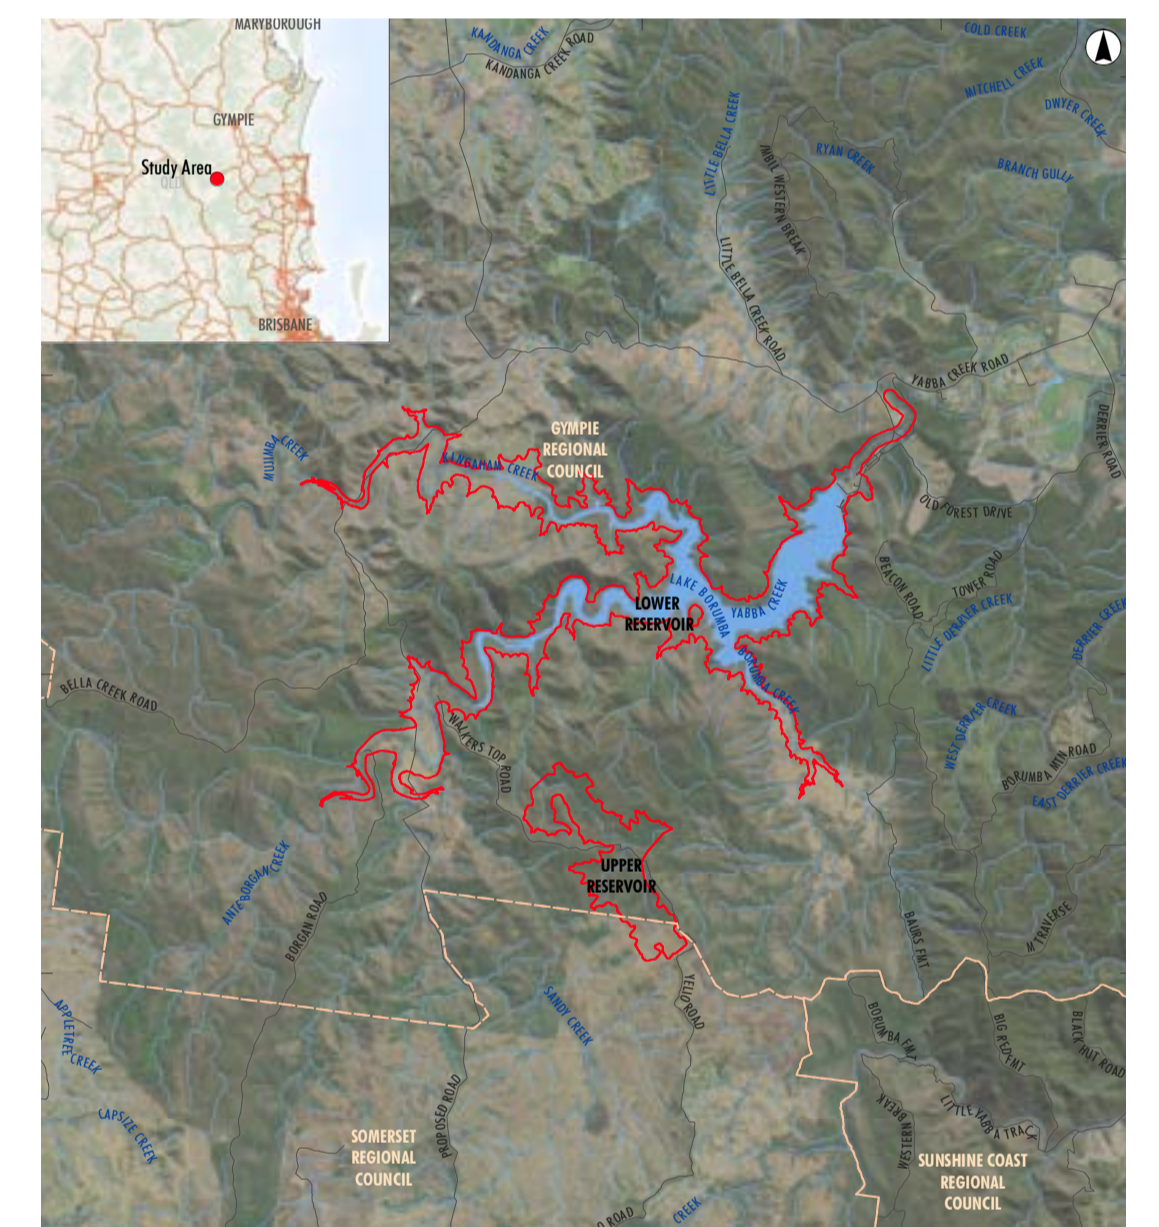 MARYBOROUGH
GYMPIE
Study Area
QLD
BRISBANE
KANDANGA CREEK
KANDANGA CREEK ROAD
COLD CREEK
MITCHELL CREEK
DWYER CREEK
LITTLE BELLA CREEK
IMBIL WESTERN BREAK
RYAN CREEK
BRANCH GULLY
LITTLE BELLA CREEK ROAD
YABBA CREEK ROAD
DERRIER ROAD
MUJIMBA CREEK
GYMPIE
REGIONAL
COUNCIL
KANGAHAM CREEK
OLD FOREST DRIVE
BEACON ROAD
TOWER ROAD
LAKE BORUMBA
YABBA CREEK
LOWER
RESERVOIR
LITTLE DERRIER CREEK
DERRIER CREEK
BORUMBA CREEK
BELLA CREEK ROAD
WALKERS TOP ROAD
WEST DERRIER CREEK
BORUMBA MTN ROAD
EAST DERRIER CREEK
UPPER
RESERVOIR
ANTE BORGAN CREEK
BORGAN ROAD
BAURS FMT
M TRAVERSE
YELLO ROAD
SANDY CREEK
APPLETREE CREEK
BORUMBA FMT
BIG RED FMT
BLACK HUT ROAD
CAPSIZE CREEK
PROPOSED ROAD
WESTERN BREAK
LITTLE YABBA TRACK
SOMERSET
REGIONAL
COUNCIL
SUNSHINE COAST
REGIONAL
COUNCIL
O ROAD
CREEK